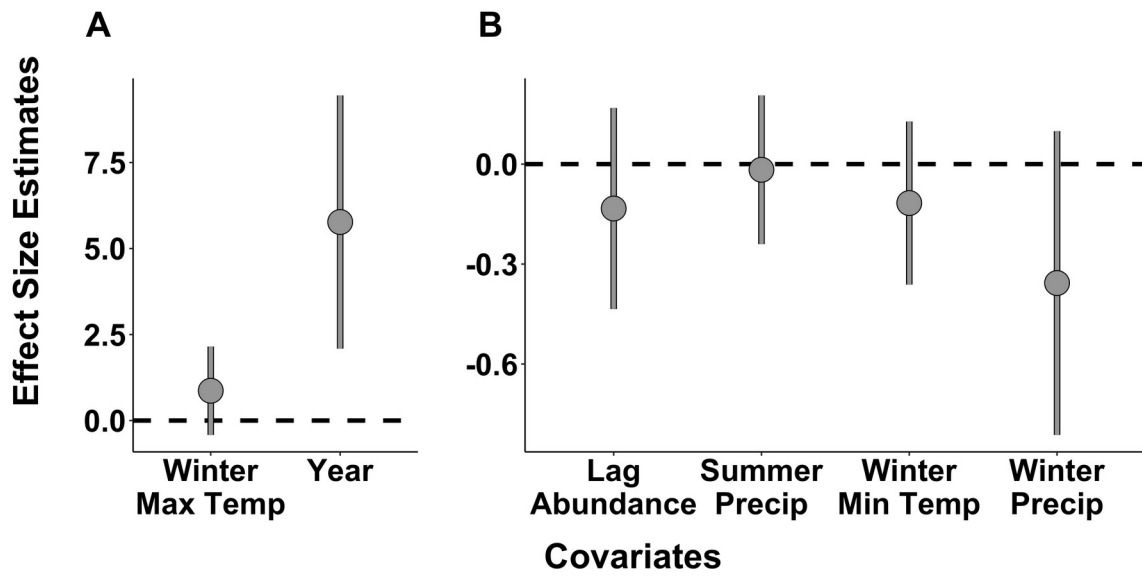 A
B
Effect Size Estimates
7.5
5.0
2.5
0.0
0.0
-0.3
-0.6
Winter
Max Temp
Year
Lag
Abundance
Summer
Precip
Winter
Min Temp
Winter
Precip
Covariates